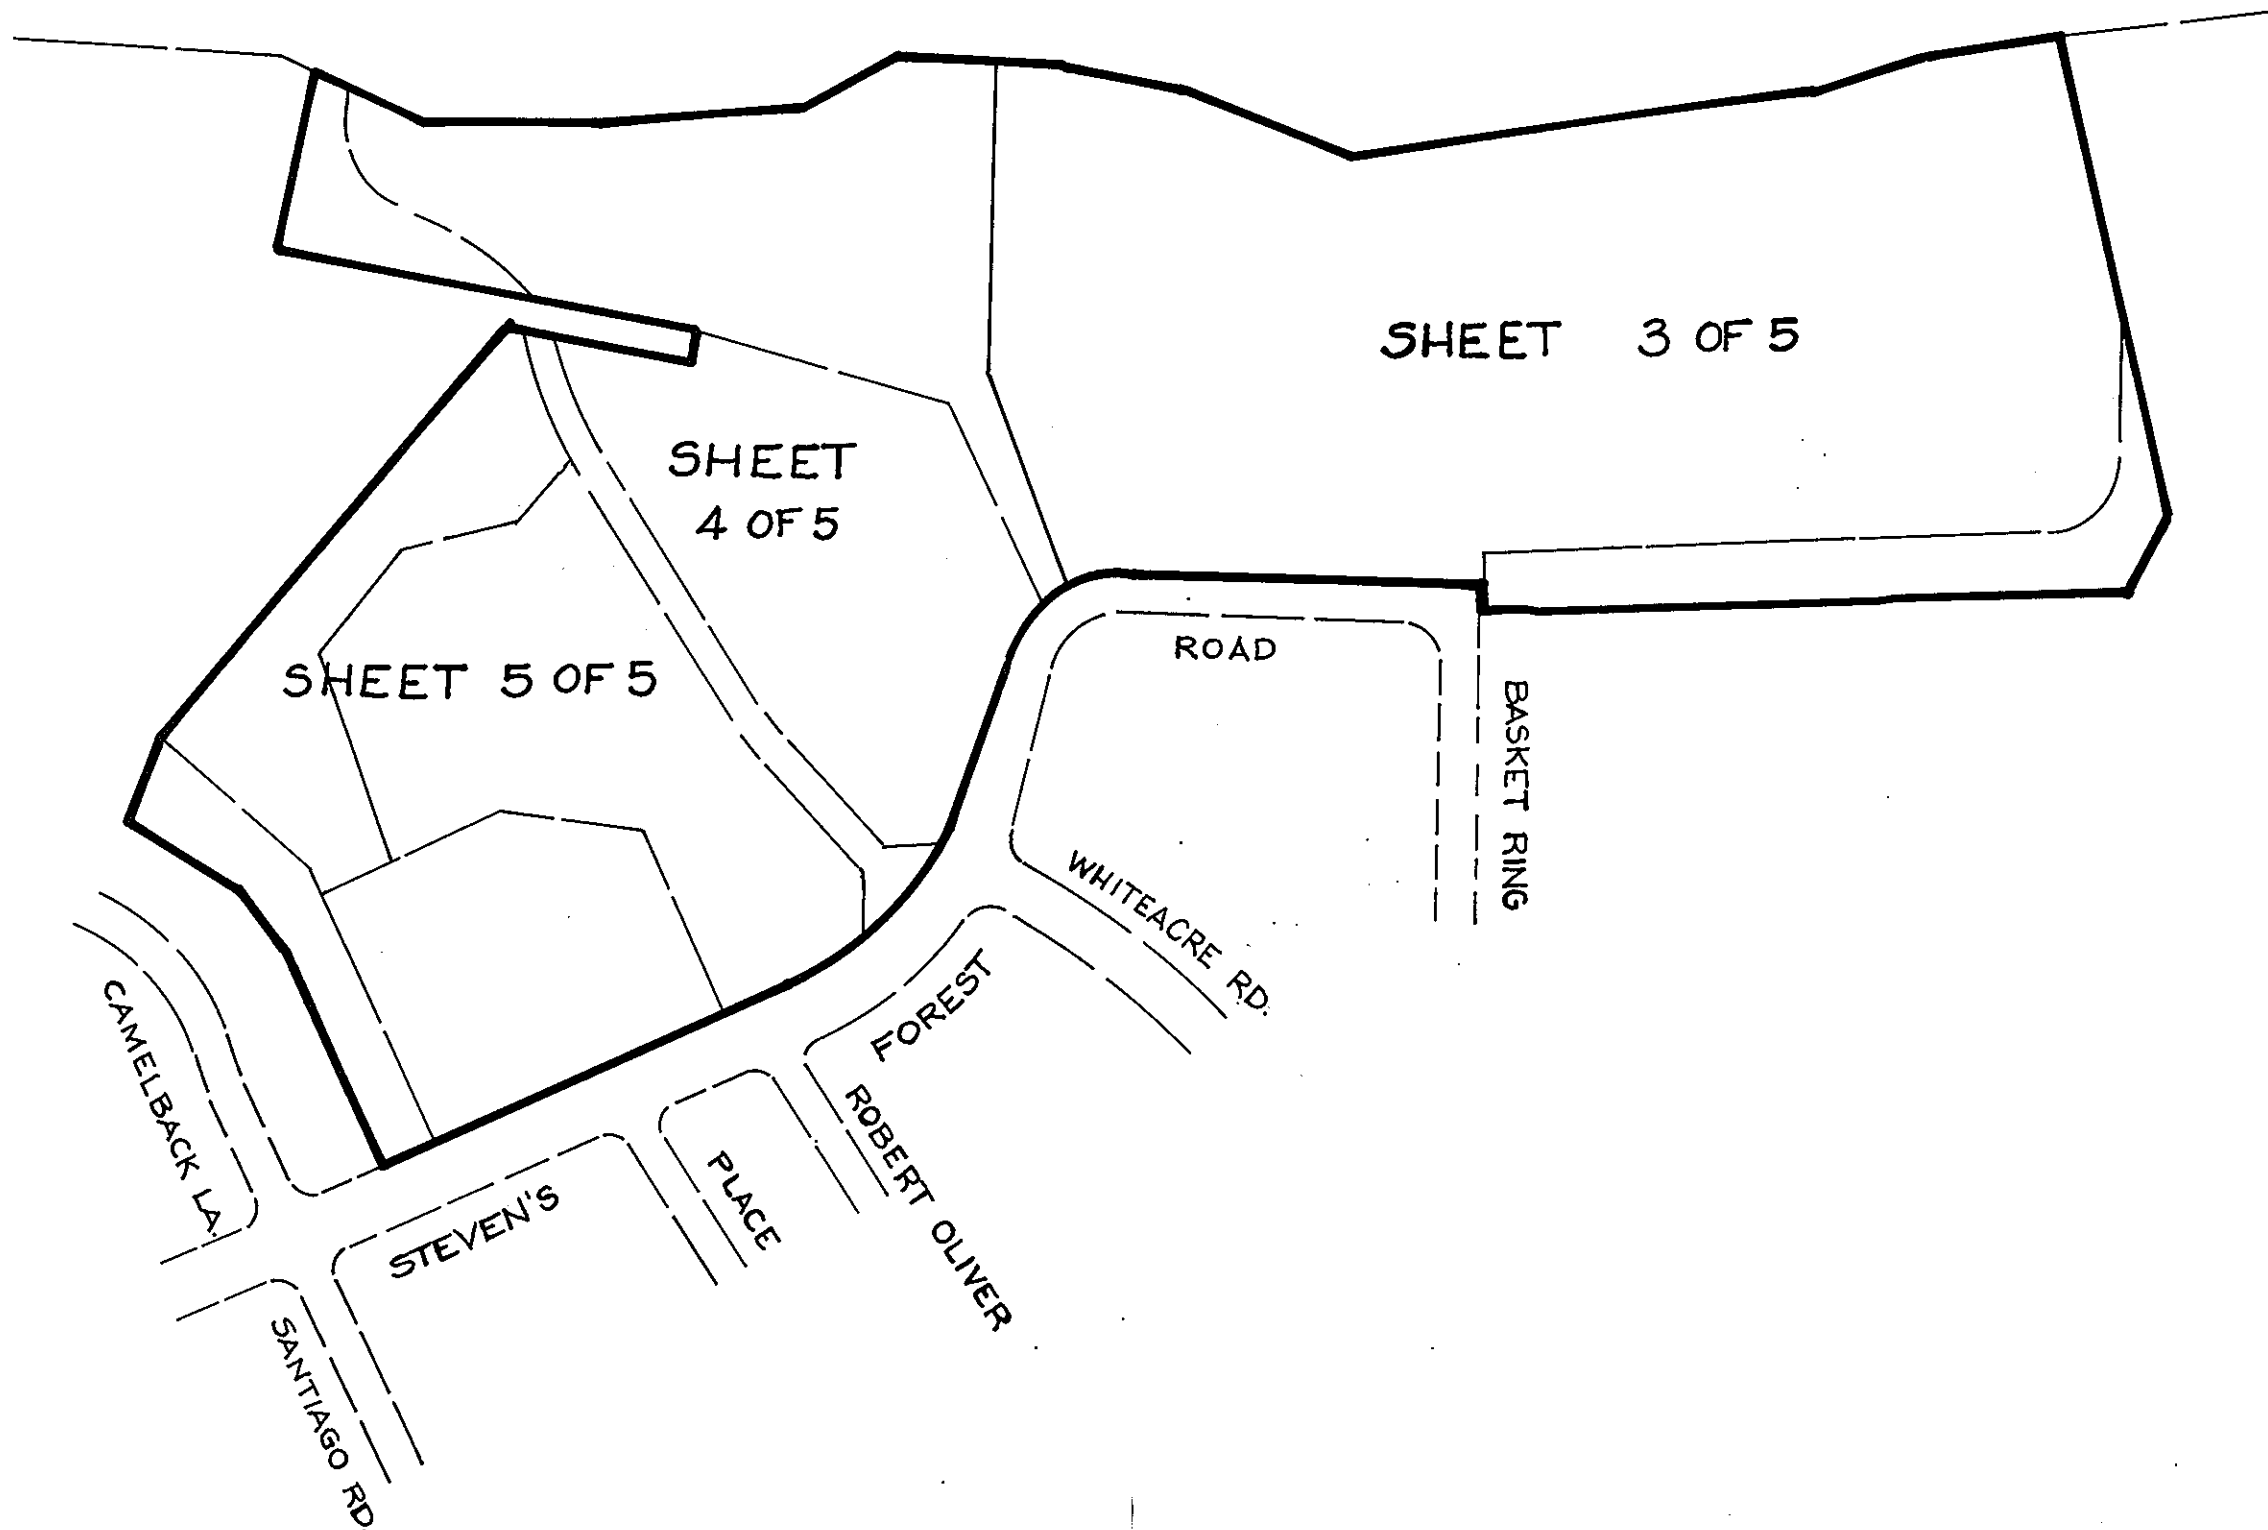 SHEET 3 OF 5
SHEET
4 OF 5
SHEET 5 OF 5
ROAD
BASKET RING
WHITEACRE RD.
FOREST
CAMELBACK LA.
STEVEN'S
PLACE
ROBERT OLIVER
SANTIAGO RD